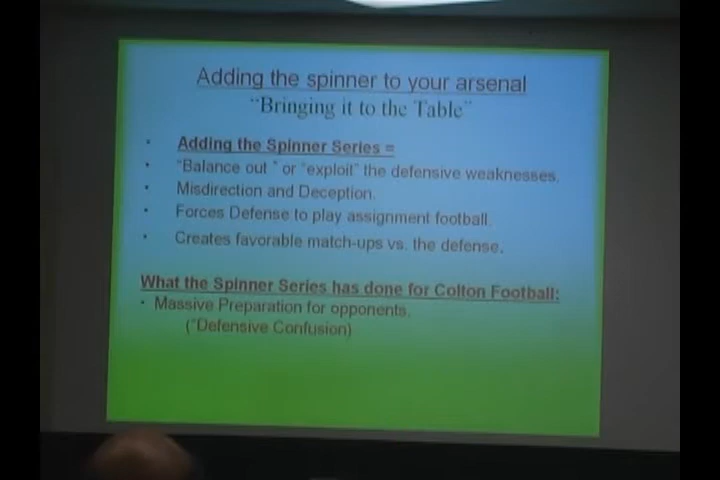 Adding the spinner to your arsenal
“Bringing it to the Table”
• Adding the Spinner Series =
• “Balance out “ or “exploit” the defensive weaknesses.
• Misdirection and Deception.
• Forces Defense to play assignment football.
• Creates favorable match-ups vs. the defense.
What the Spinner Series has done for Colton Football:
• Massive Preparation for opponents.
(“Defensive Confusion)